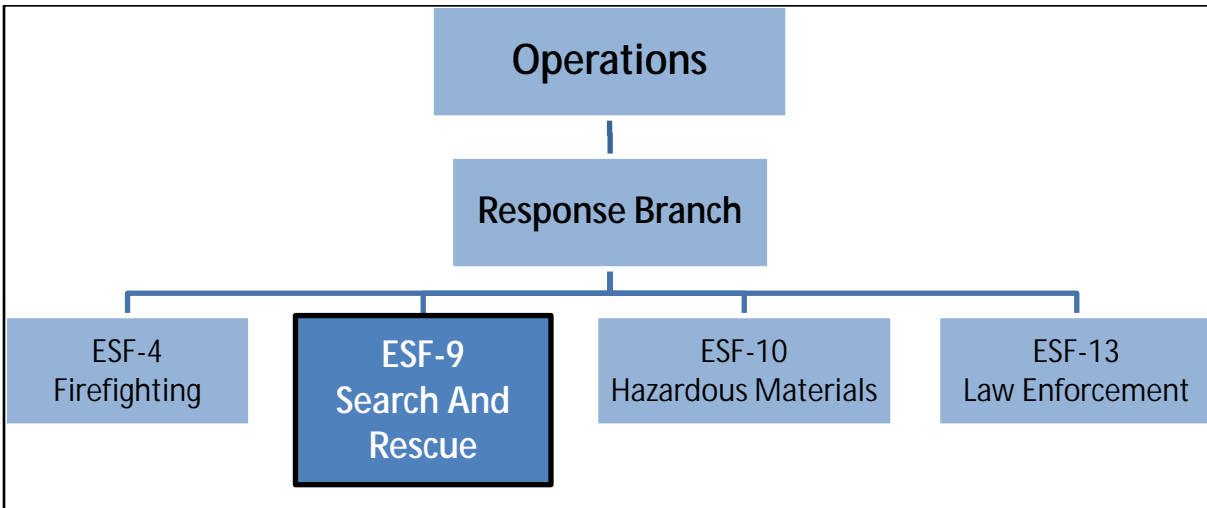 Operations
Response Branch
ESF-4
Firefighting
ESF-9
Search And
Rescue
ESF-10
Hazardous Materials
ESF-13
Law Enforcement